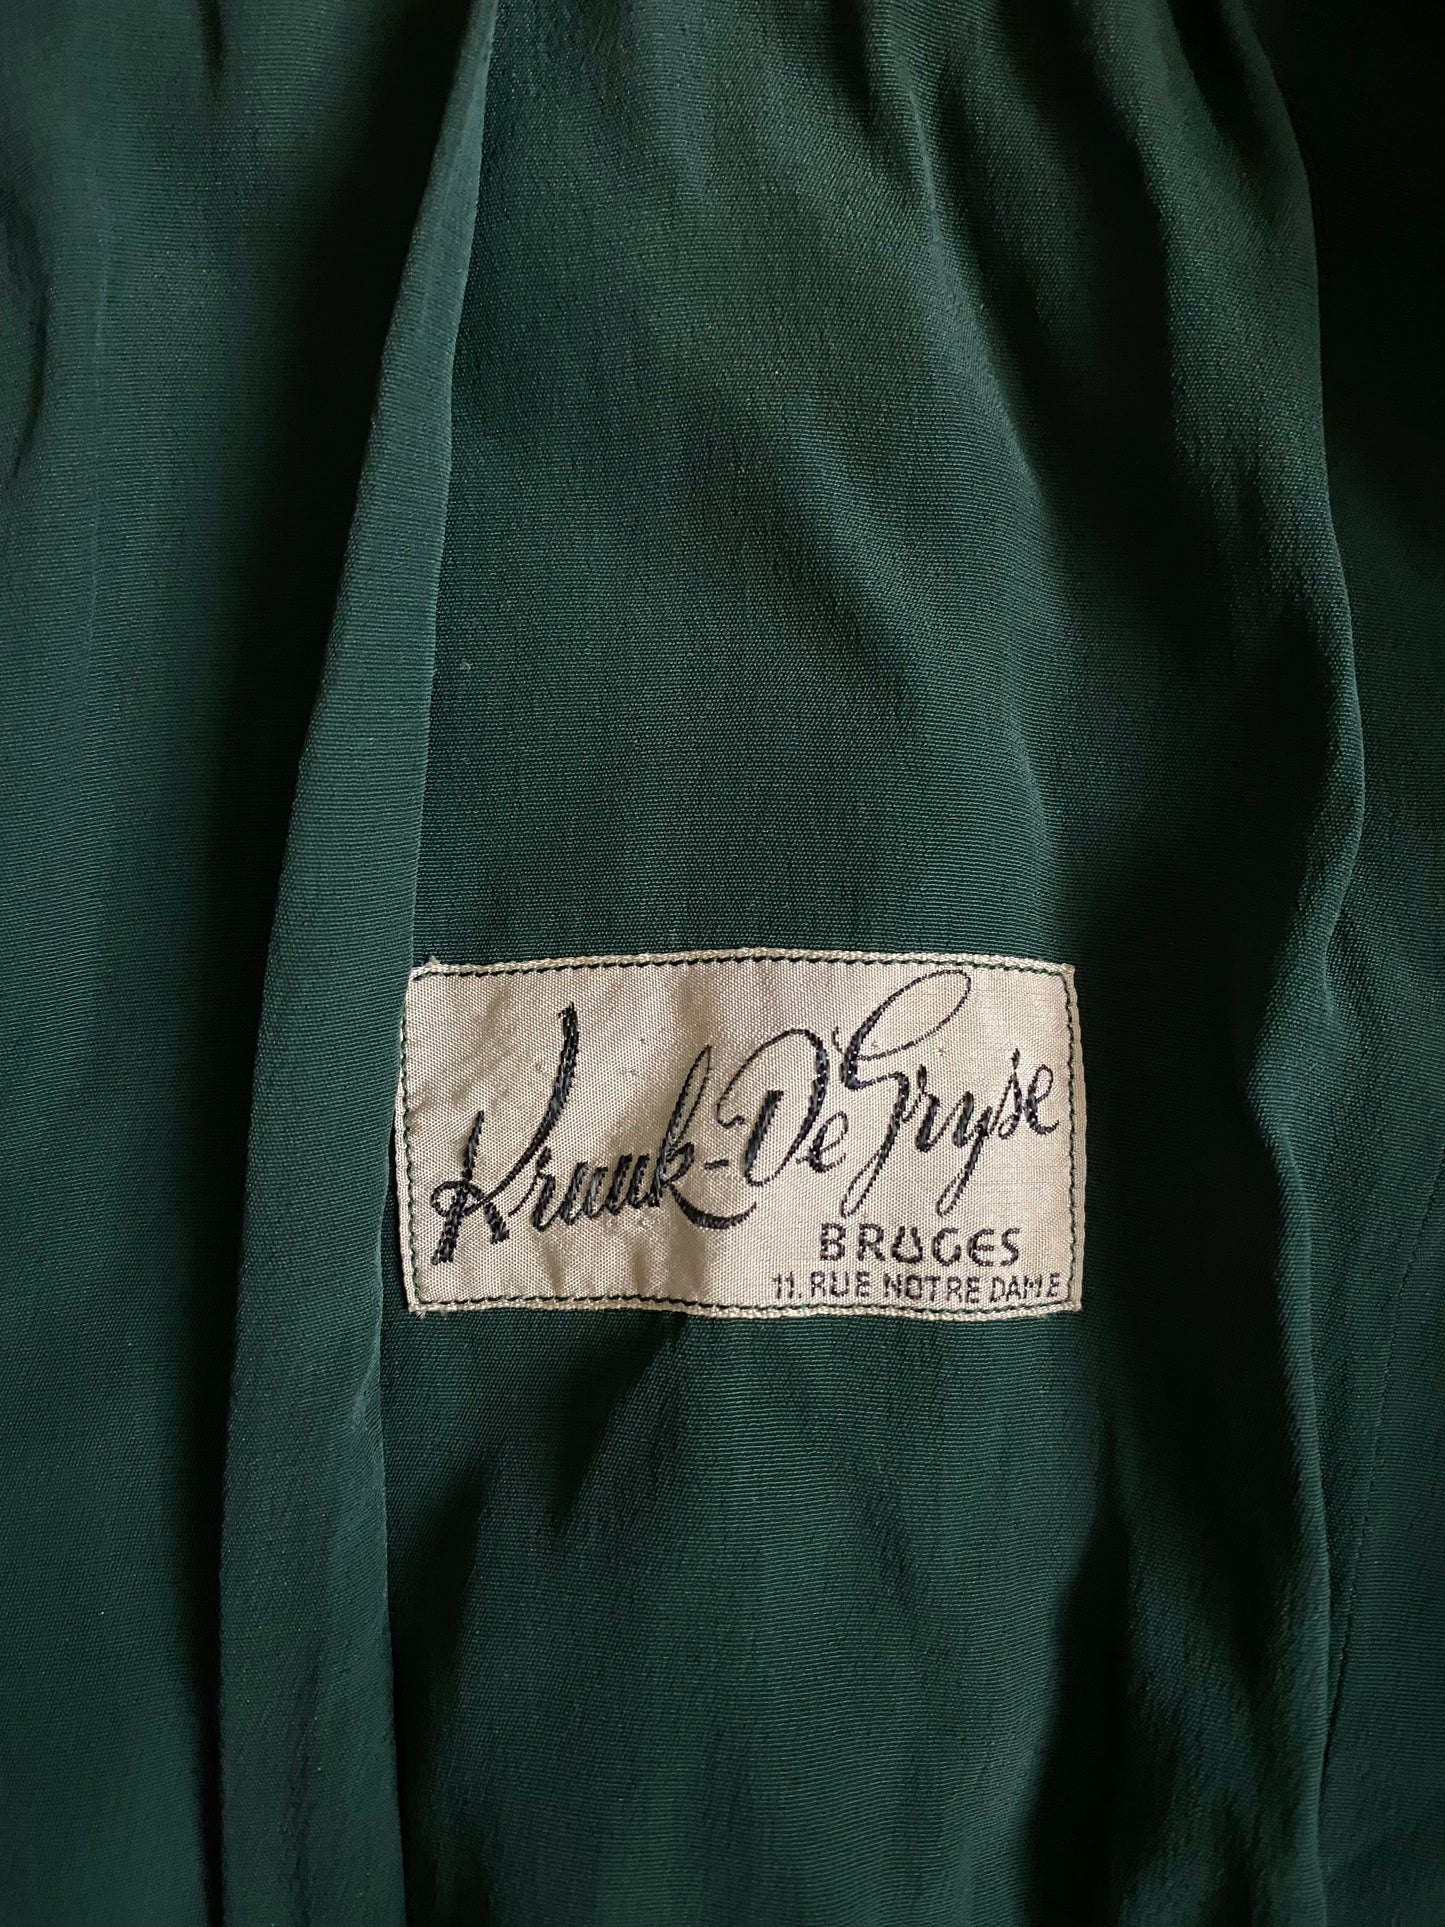 Kruuk-De Gryse
BRUGES
11. RUE NOTRE DAME